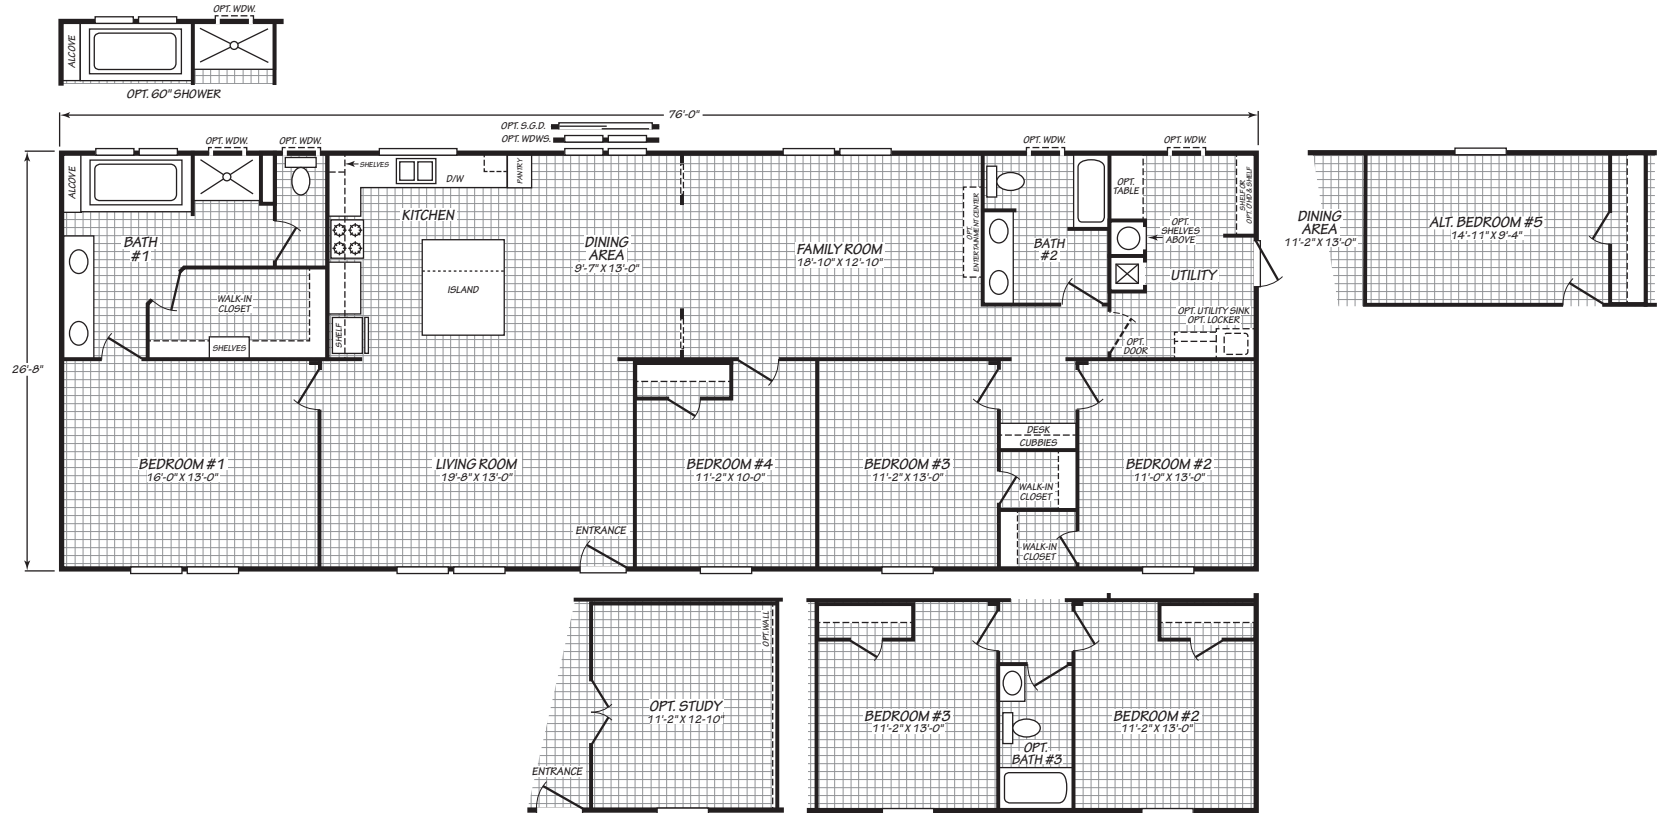 OPT. WDW.
ALCOVE
OPT. 60" SHOWER
76'-0"
OPT. S.G.D.
OPT. WDWS.
OPT. WDW.
OPT. WDW.
OPT. WDW.
OPT. WDW.
ALCOVE
SHELVES
D/W
PANTRY
KITCHEN
BATH
#1
DINING
AREA
9'-7" X 13'-0"
ISLAND
WALK-IN
CLOSET
SHELVES
SHELF
FAMILY ROOM
18'-10" X 12'-10"
OPT.
ENTERTAINMENT CENTER
BATH
#2
OPT.
TABLE
OPT.
SHELVES
ABOVE
SHELF OR
OPT. O'HD & SHELF
UTILITY
OPT. UTILITY SINK
OPT. LOCKER
OPT.
DOOR
26'-8"
BEDROOM #1
16'-0" X 13'-0"
LIVING ROOM
19'-8" X 13'-0"
ENTRANCE
BEDROOM #4
11'-2" X 10'-0"
BEDROOM #3
11'-2" X 13'-0"
DESK
CUBBIES
WALK-IN
CLOSET
WALK-IN
CLOSET
BEDROOM #2
11'-0" X 13'-0"
DINING
AREA
11'-2" X 13'-0"
ALT. BEDROOM #5
14'-11" X 9'-4"
OPT. WALL
OPT. STUDY
11'-2" X 12'-10"
ENTRANCE
BEDROOM #3
11'-2" X 13'-0"
OPT.
BATH #3
BEDROOM #2
11'-2" X 13'-0"